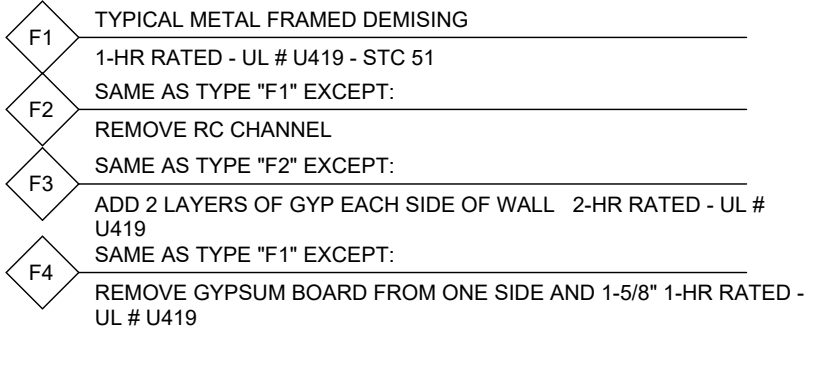 F1
TYPICAL METAL FRAMED DEMISING
1-HR RATED - UL # U419 - STC 51
F2
SAME AS TYPE "F1" EXCEPT:
REMOVE RC CHANNEL
F3
SAME AS TYPE "F2" EXCEPT:
ADD 2 LAYERS OF GYP EACH SIDE OF WALL 2-HR RATED - UL #
U419
F4
SAME AS TYPE "F1" EXCEPT:
REMOVE GYPSUM BOARD FROM ONE SIDE AND 1-5/8" 1-HR RATED -
UL # U419